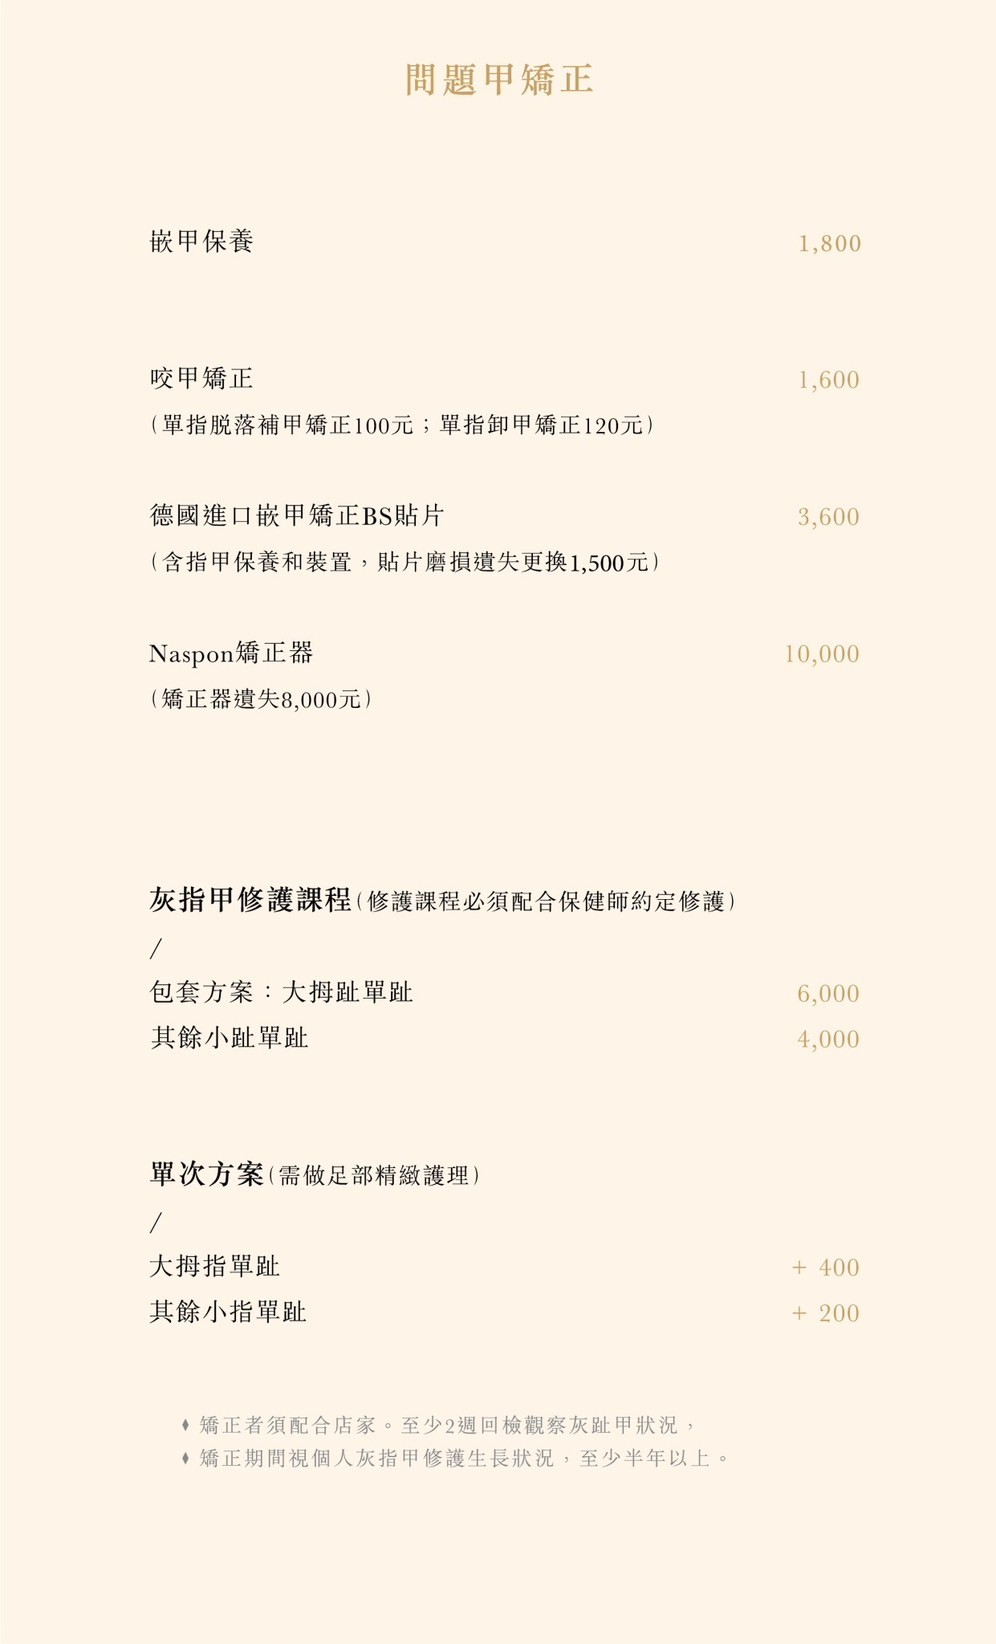 問題甲矯正
嵌甲保養 1,800
咬甲矯正 1,600
(單指脱落補甲矯正100元；單指卸甲矯正120元)
德國進口嵌甲矯正BS貼片 3,600
(含指甲保養和裝置，貼片磨損遺失更換1,500元)
Naspon矯正器 10,000
(矯正器遺失8,000元)
灰指甲修護課程(修護課程必須配合保健師約定修護)
/
包套方案：大拇趾單趾 6,000
其餘小趾單趾 4,000
單次方案(需做足部精緻護理)
/
大拇指單趾 + 400
其餘小指單趾 + 200
♦ 矯正者須配合店家。至少2週回檢觀察灰趾甲狀況，
♦ 矯正期間視個人灰指甲修護生長狀況，至少半年以上。